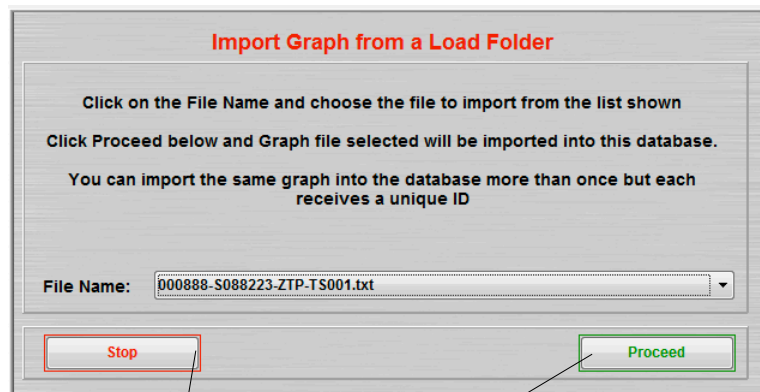 Import Graph from a Load Folder
Click on the File Name and choose the file to import from the list shown
Click Proceed below and Graph file selected will be imported into this database.
You can import the same graph into the database more than once but each
receives a unique ID
File Name: 000888-S088223-ZTP-TS001.txt
Stop Proceed